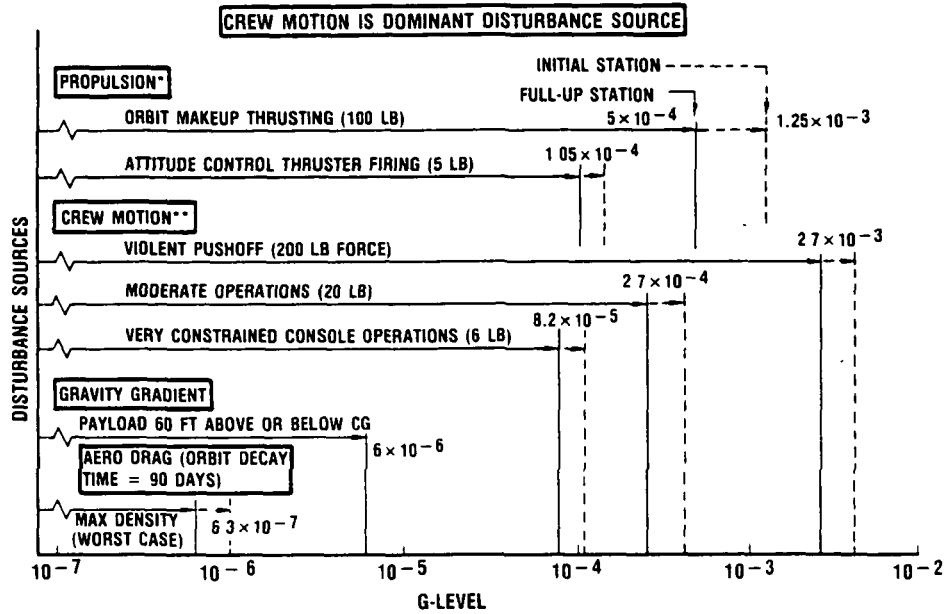 CREW MOTION IS DOMINANT DISTURBANCE SOURCE
INITIAL STATION
PROPULSION*
FULL-UP STATION
ORBIT MAKEUP THRUSTING (100 LB)
5 × 10⁻⁴
1.25 × 10⁻³
ATTITUDE CONTROL THRUSTER FIRING (5 LB)
1 05 × 10⁻⁴
CREW MOTION**
VIOLENT PUSHOFF (200 LB FORCE)
2 7 × 10⁻³
MODERATE OPERATIONS (20 LB)
2 7 × 10⁻⁴
VERY CONSTRAINED CONSOLE OPERATIONS (6 LB)
8.2 × 10⁻⁵
GRAVITY GRADIENT
PAYLOAD 60 FT ABOVE OR BELOW CG
6 × 10⁻⁶
AERO DRAG (ORBIT DECAY
TIME = 90 DAYS)
MAX DENSITY
(WORST CASE)
6 3 × 10⁻⁷
DISTURBANCE SOURCES
10⁻⁷
10⁻⁶
10⁻⁵
10⁻⁴
10⁻³
10⁻²
G-LEVEL